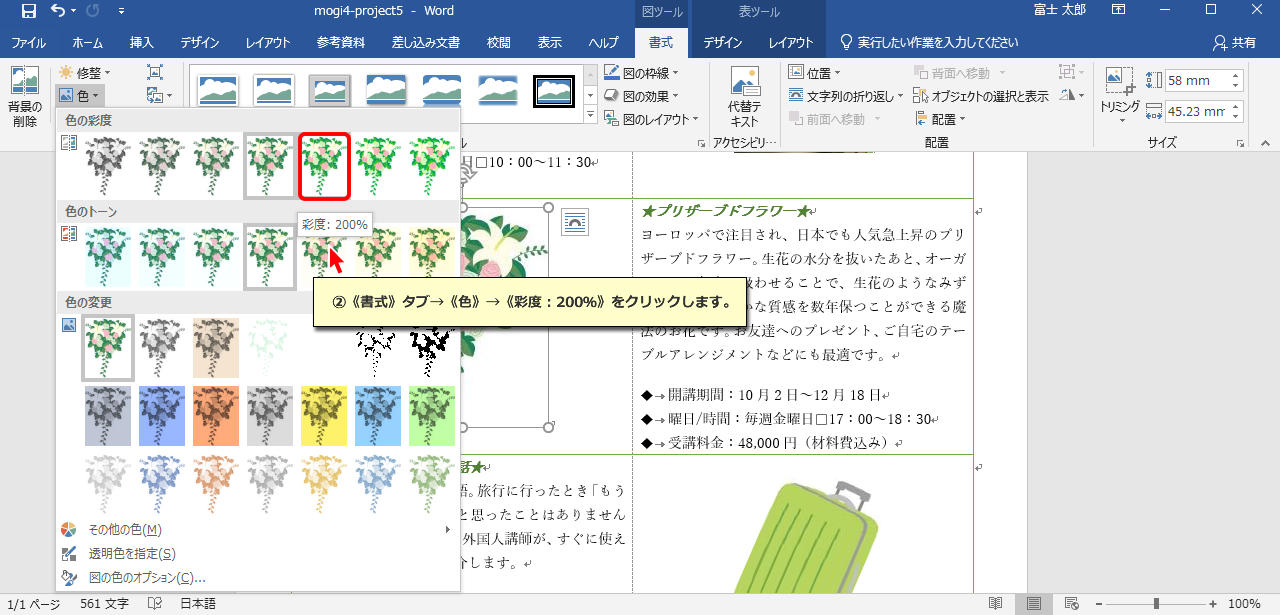 mogi4-project5 - Word
図ツール
表ツール
富士 太郎
ファイル
ホーム
挿入
デザイン
レイアウト
参考資料
差し込み文書
校閲
表示
ヘルプ
書式
デザイン
レイアウト
実行したい作業を入力してください
共有
背景の
削除
修整
色
図の枠線
図の効果
図のレイアウト
代替テ
キスト
アクセシビリ…
位置
文字列の折り返し
前面へ移動
背面へ移動
オブジェクトの選択と表示
配置
配置
トリミング
58 mm
45.23 mm
サイズ
色の彩度
色のトーン
彩度: 200%
色の変更
その他の色(M)
透明色を指定(S)
図の色のオプション(C)...
②《書式》タブ→《色》→《彩度：200%》をクリックします。
日□10：00～11：30
★プリザーブドフラワー★
ヨーロッパで注目され、日本でも人気急上昇のプリ
ザーブドフラワー。生花の水分を抜いたあと、オーガ
吸わせることで、生花のようなみず
な質感を数年保つことができる魔
法のお花です。お友達へのプレゼント、ご自宅のテー
ブルアレンジメントなどにも最適です。
◆→開講期間：10 月 2 日～12 月 18 日
◆→曜日/時間：毎週金曜日□17：00～18：30
◆→受講料金：48,000 円（材料費込み）
話★
語。旅行に行ったとき「もう
と思ったことはありません
外国人講師が、すぐに使え
介します。
1/1 ページ
561 文字
日本語
100%